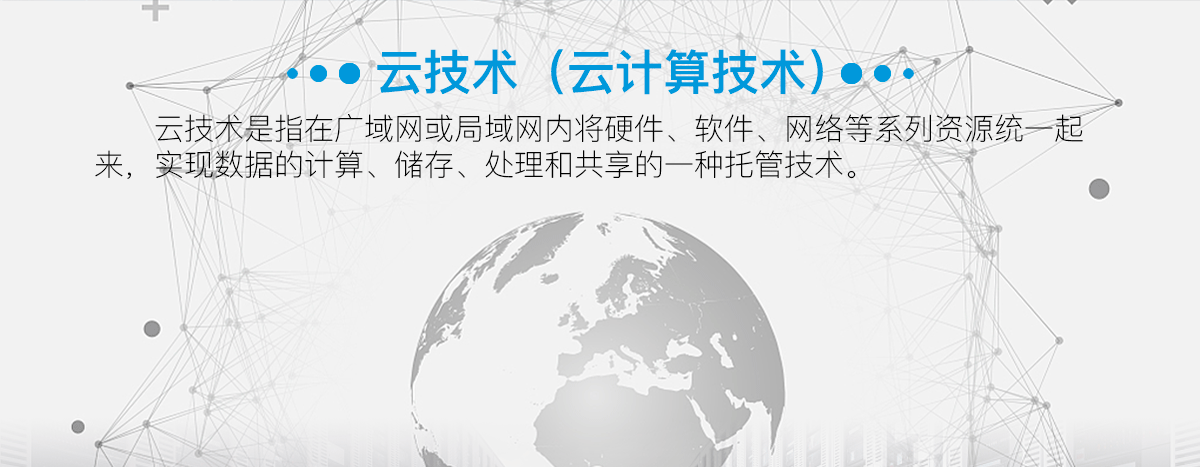 云技术（云计算技术）
云技术是指在广域网或局域网内将硬件、软件、网络等系列资源统一起
来，实现数据的计算、储存、处理和共享的一种托管技术。